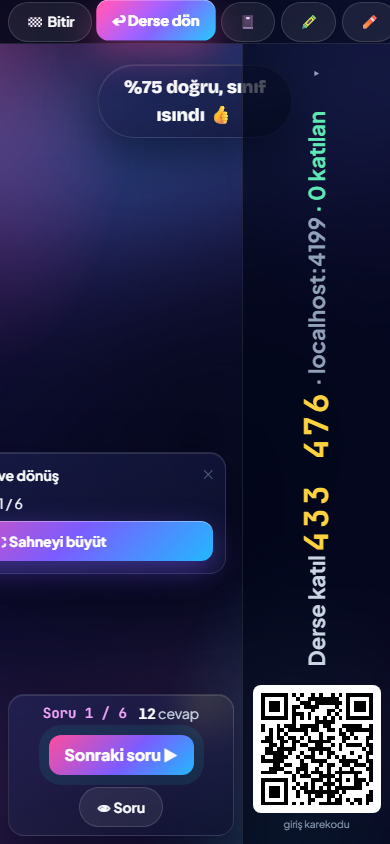 Bitir
Derse dön
%75 doğru, sınıf
ısındı 👍
ve dönüş
1 / 6
Sahneyi büyüt
Soru 1 / 6 12 cevap
Sonraki soru ▶
Soru
Derse katıl 433 476 · localhost:4199 · 0 katılan
giriş karekodu